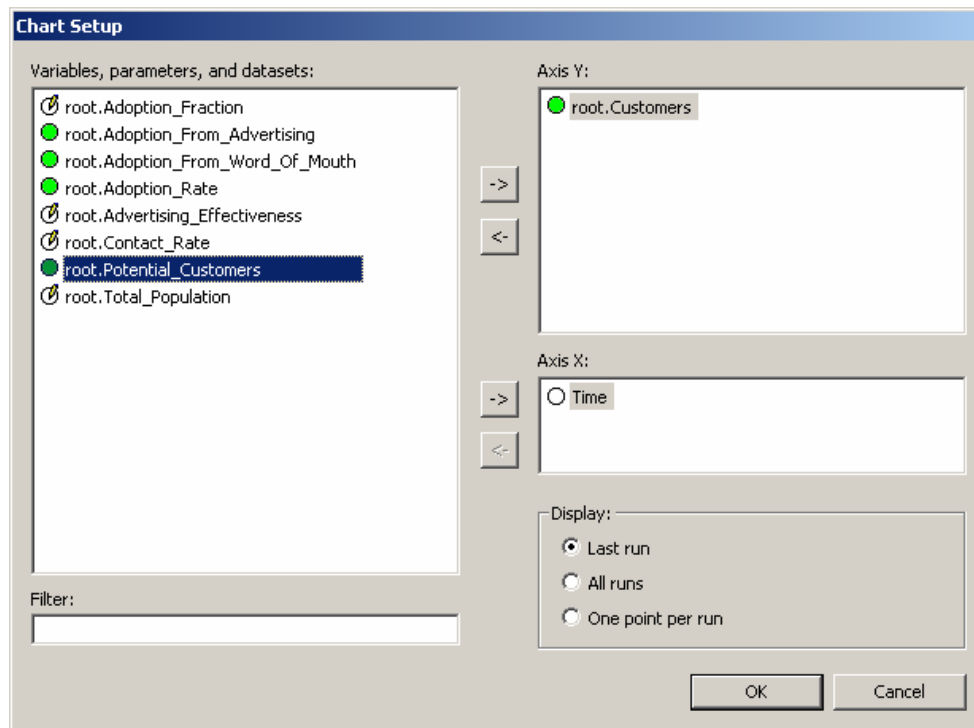 Chart Setup
Variables, parameters, and datasets:
root.Adoption_Fraction
root.Adoption_From_Advertising
root.Adoption_From_Word_Of_Mouth
root.Adoption_Rate
root.Advertising_Effectiveness
root.Contact_Rate
root.Potential_Customers
root.Total_Population
Filter:
->
<-
->
<-
Axis Y:
root.Customers
Axis X:
Time
Display:
Last run
All runs
One point per run
OK
Cancel